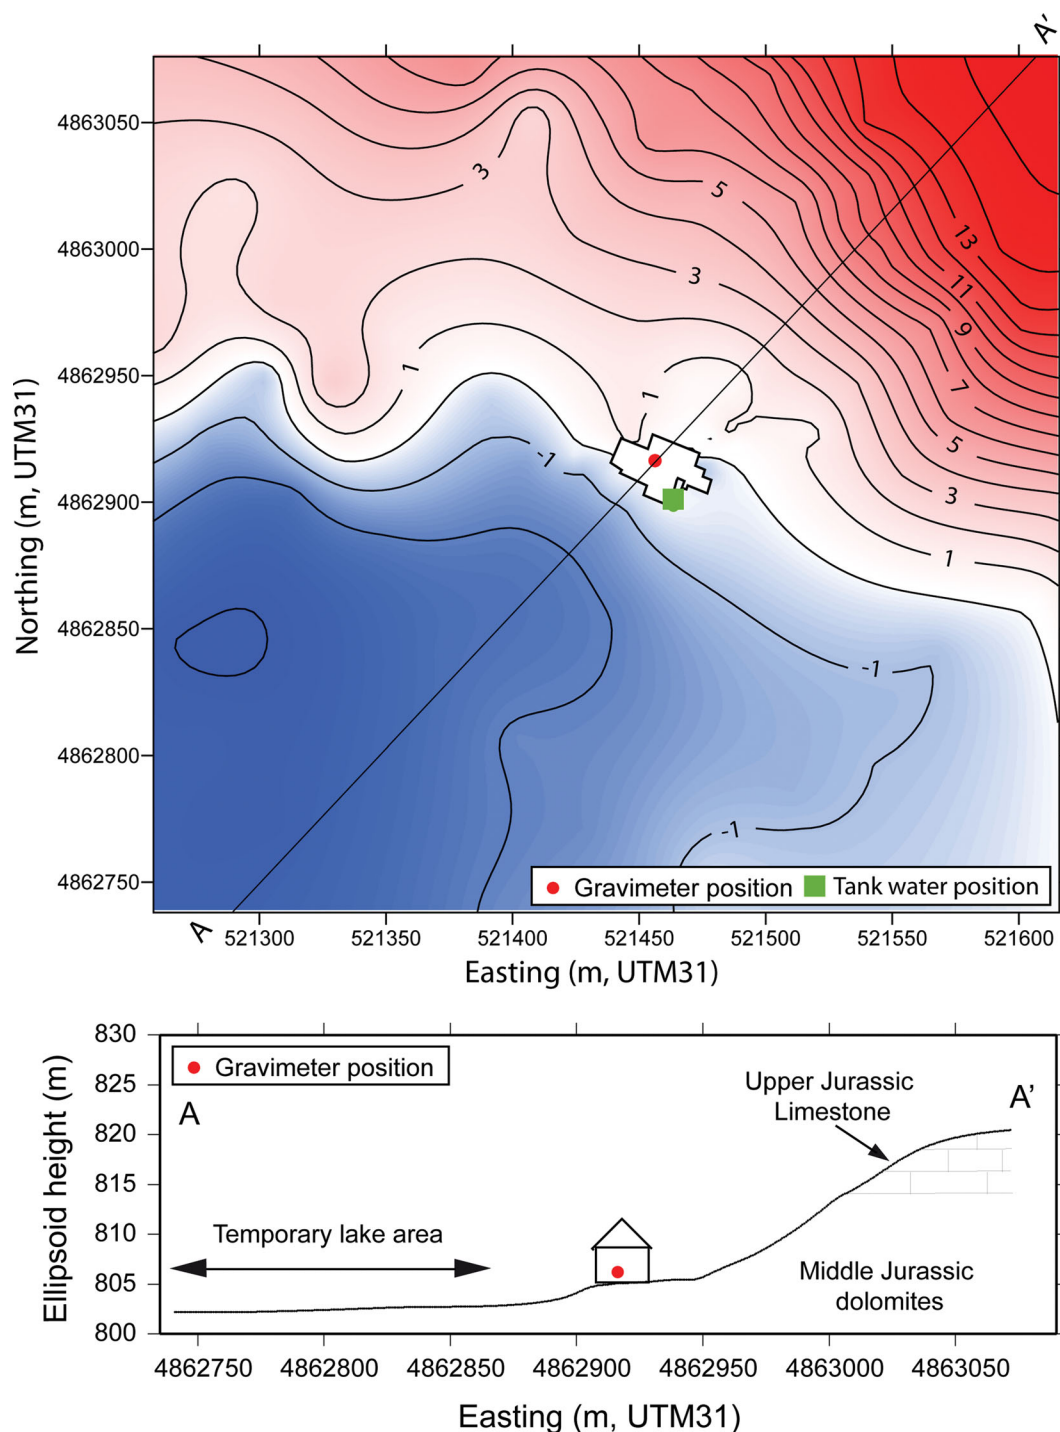 A'
4863050
4863000
4862950
4862900
4862850
4862800
4862750
Northing (m, UTM31)
3
5
13
3
11
9
1
7
1
5
-1
3
1
-1
-1
Gravimeter position
Tank water position
A
521300 521350 521400 521450 521500 521550 521600
Easting (m, UTM31)
830
825
820
815
810
805
800
Ellipsoid height (m)
Gravimeter position
A
Upper Jurassic
Limestone
A'
Temporary lake area
Middle Jurassic
dolomites
4862750 4862800 4862850 4862900 4862950 4863000 4863050
Easting (m, UTM31)